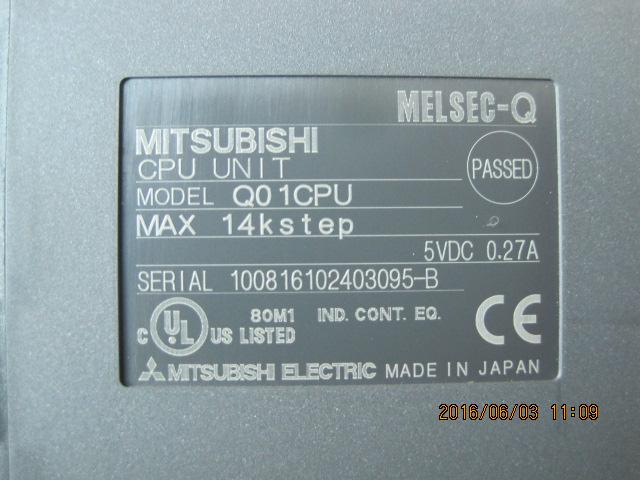 MELSEC-Q
MITSUBISHI
CPU UNIT
PASSED
MODEL Q01CPU
MAX 14kstep
5VDC 0.27A
SERIAL 100816102403095-B
C UL US LISTED
80M1 IND. CONT. EQ.
CE
MITSUBISHI ELECTRIC MADE IN JAPAN
2016/06/03 11:09